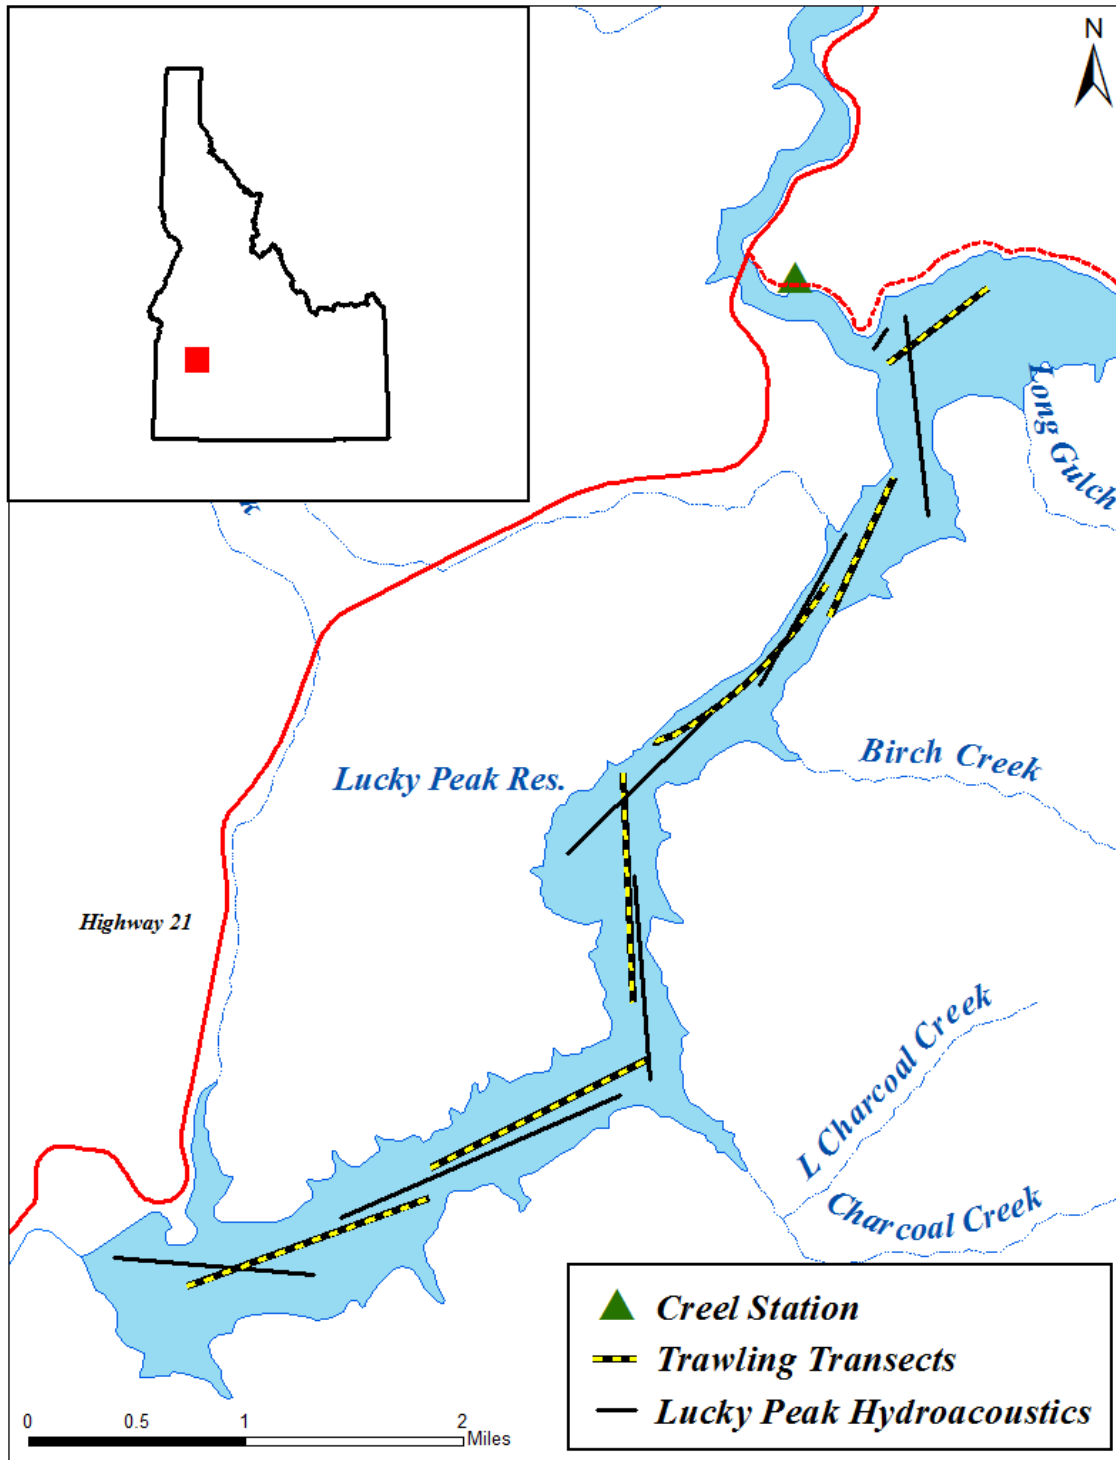 N
Long Gulch
Birch Creek
Lucky Peak Res.
Highway 21
L Charcoal Creek
Charcoal Creek
Creel Station
Trawling Transects
Lucky Peak Hydroacoustics
0 0.5 1 2
Miles